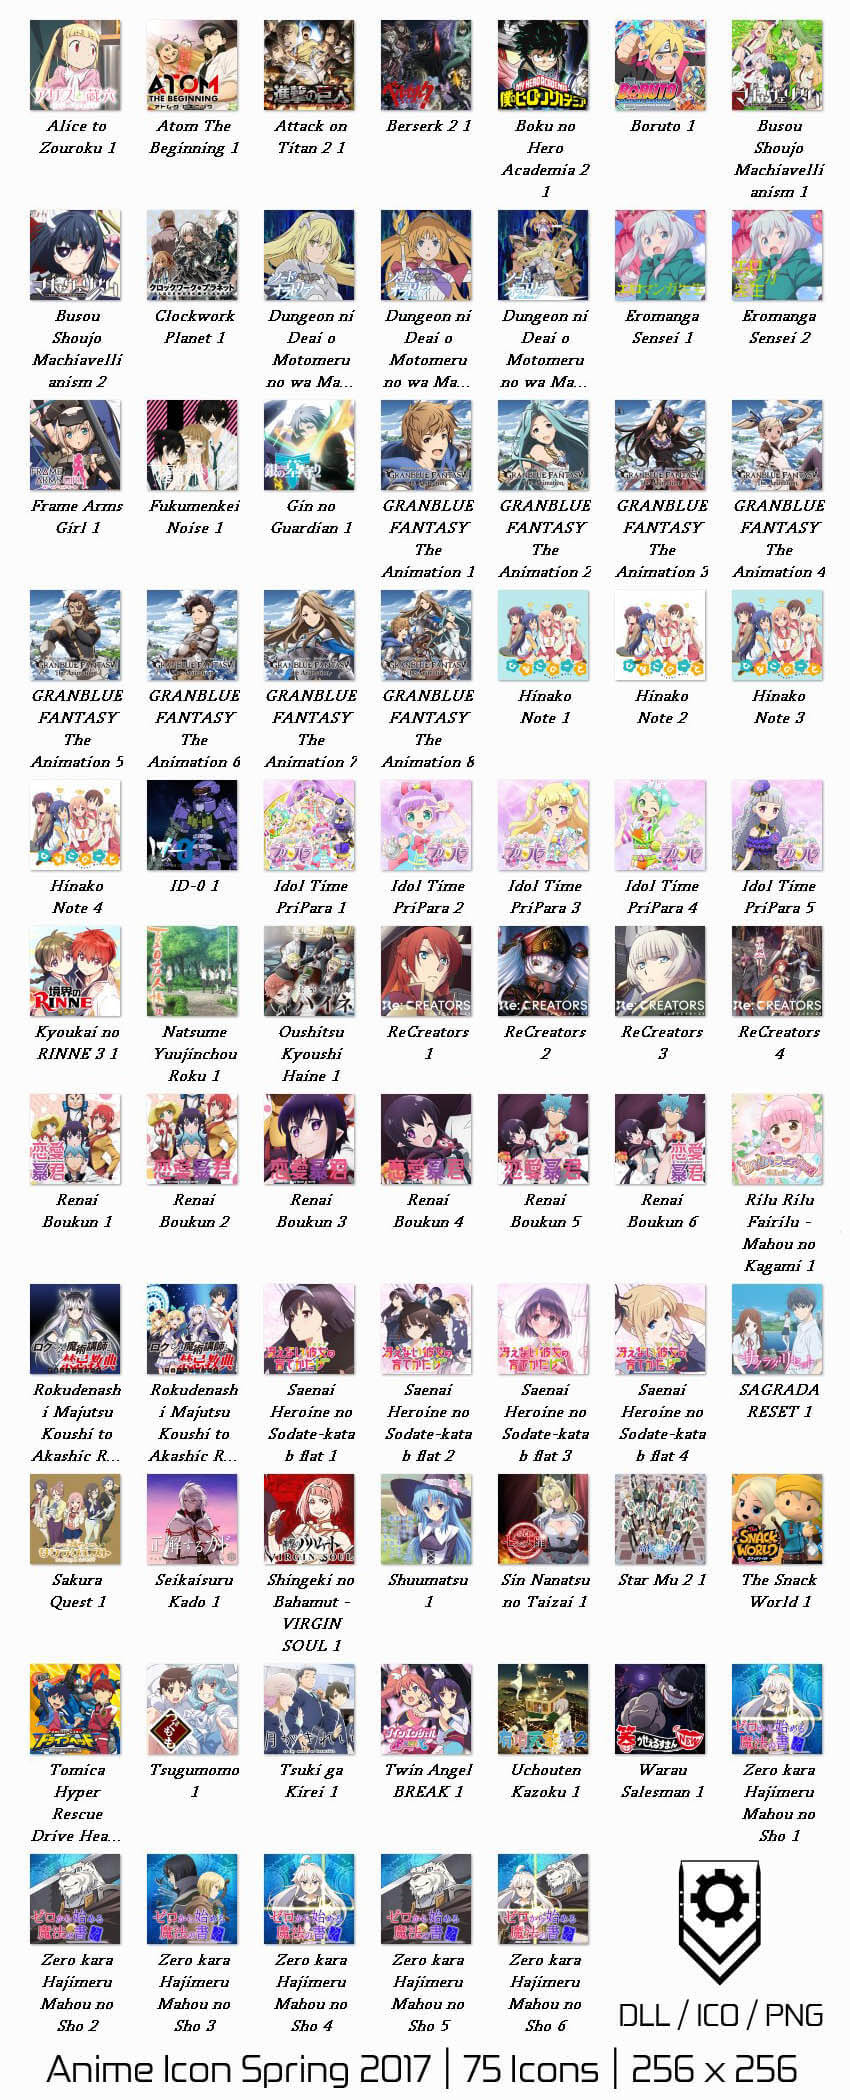 Alice to
Zouroku 1
Atom The
Beginning 1
Attack on
Titan 2 1
Berserk 2 1
Boku no
Hero
Academia 2
1
Boruto 1
Busou
Shoujo
Machiavelli
anism 1
Busou
Shoujo
Machiavelli
anism 2
Clockwork
Planet 1
Dungeon ni
Deai o
Motomeru
no wa Ma...
Dungeon ni
Deai o
Motomeru
no wa Ma...
Dungeon ni
Deai o
Motomeru
no wa Ma...
Eromanga
Sensei 1
Eromanga
Sensei 2
Frame Arms
Girl 1
Fukumenkei
Noise 1
Gin no
Guardian 1
GRANBLUE
FANTASY
The
Animation 1
GRANBLUE
FANTASY
The
Animation 2
GRANBLUE
FANTASY
The
Animation 3
GRANBLUE
FANTASY
The
Animation 4
GRANBLUE
FANTASY
The
Animation 5
GRANBLUE
FANTASY
The
Animation 6
GRANBLUE
FANTASY
The
Animation 7
GRANBLUE
FANTASY
The
Animation 8
Hinako
Note 1
Hinako
Note 2
Hinako
Note 3
Hinako
Note 4
ID-0 1
Idol Time
PriPara 1
Idol Time
PriPara 2
Idol Time
PriPara 3
Idol Time
PriPara 4
Idol Time
PriPara 5
Kyoukai no
RINNE 3 1
Natsume
Yuujinchou
Roku 1
Oushitsu
Kyoushi
Haine 1
ReCreators
1
ReCreators
2
ReCreators
3
ReCreators
4
Renai
Boukun 1
Renai
Boukun 2
Renai
Boukun 3
Renai
Boukun 4
Renai
Boukun 5
Renai
Boukun 6
Rilu Rilu
Fairilu -
Mahou no
Kagami 1
Rokudenash
i Majutsu
Koushi to
Akashic R...
Rokudenash
i Majutsu
Koushi to
Akashic R...
Saenai
Heroine no
Sodate-kata
b flat 1
Saenai
Heroine no
Sodate-kata
b flat 2
Saenai
Heroine no
Sodate-kata
b flat 3
Saenai
Heroine no
Sodate-kata
b flat 4
SAGRADA
RESET 1
Sakura
Quest 1
Seikaisuru
Kado 1
Shingeki no
Bahamut -
VIRGIN
SOUL 1
Shuumatsu
1
Sin Nanatsu
no Taizai 1
Star Mu 2 1
The Snack
World 1
Tomica
Hyper
Rescue
Drive Hea...
Tsugumomo
1
Tsuki ga
Kirei 1
Twin Angel
BREAK 1
Uchouten
Kazoku 1
Warau
Salesman 1
Zero kara
Hajimeru
Mahou no
Sho 1
Zero kara
Hajimeru
Mahou no
Sho 2
Zero kara
Hajimeru
Mahou no
Sho 3
Zero kara
Hajimeru
Mahou no
Sho 4
Zero kara
Hajimeru
Mahou no
Sho 5
Zero kara
Hajimeru
Mahou no
Sho 6
DLL / ICO / PNG
Anime Icon Spring 2017 | 75 Icons | 256 x 256